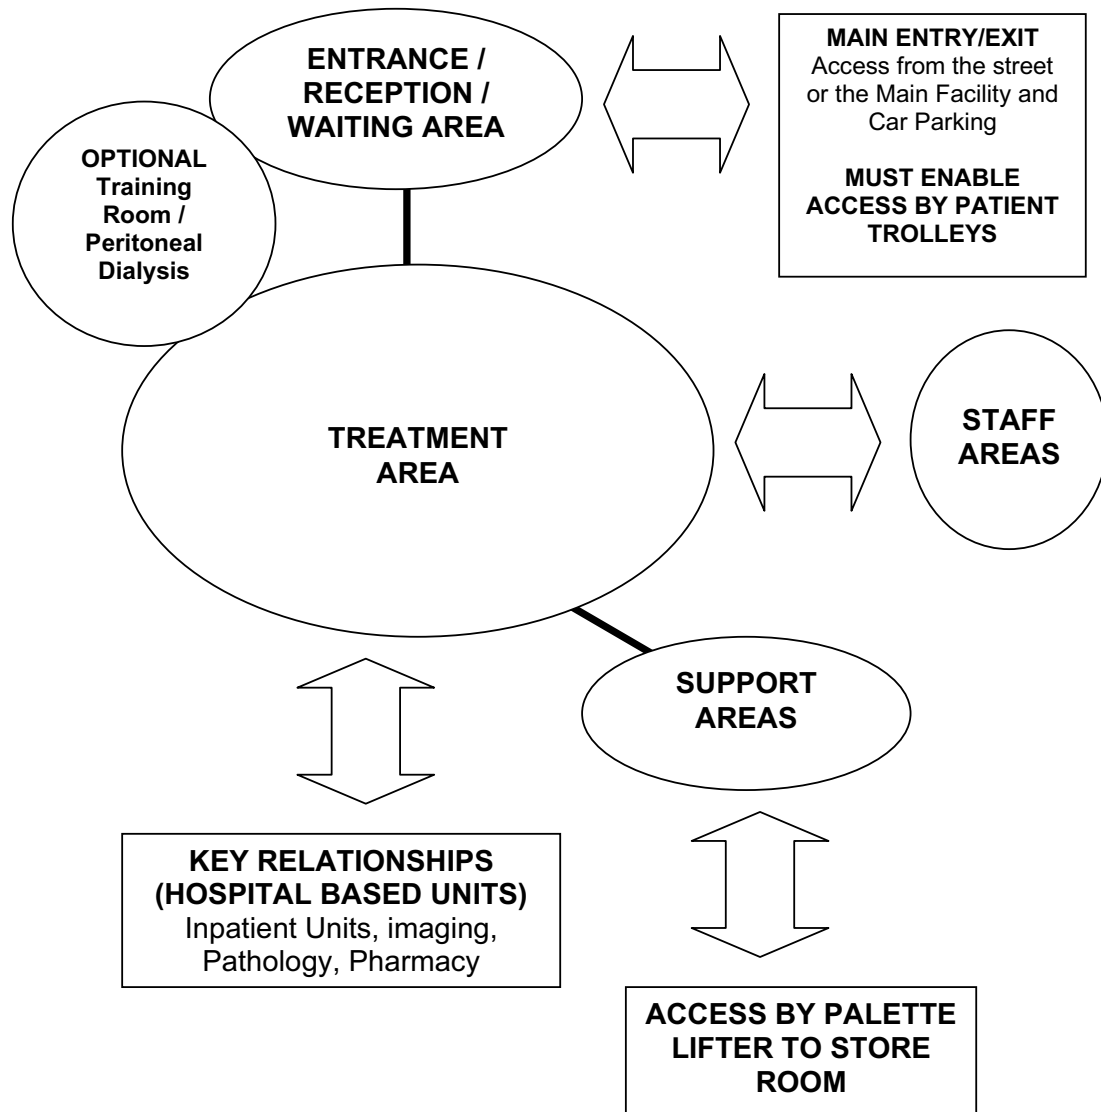 ENTRANCE /
RECEPTION /
WAITING AREA
MAIN ENTRY/EXIT
Access from the street
or the Main Facility and
Car Parking
MUST ENABLE
ACCESS BY PATIENT
TROLLEYS
OPTIONAL
Training
Room /
Peritoneal
Dialysis
TREATMENT
AREA
STAFF
AREAS
SUPPORT
AREAS
KEY RELATIONSHIPS
(HOSPITAL BASED UNITS)
Inpatient Units, imaging,
Pathology, Pharmacy
ACCESS BY PALETTE
LIFTER TO STORE
ROOM